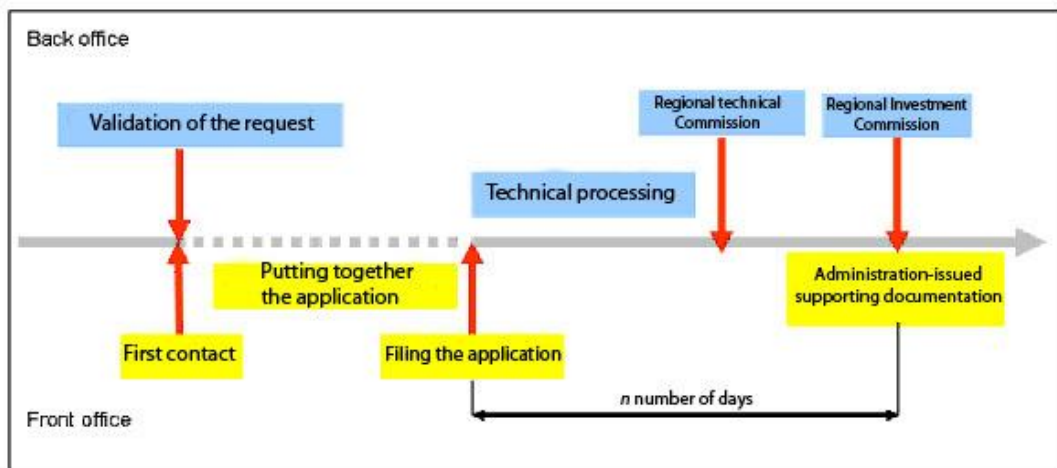 Back office
Validation of the request
Regional technical
Commission
Regional Investment
Commission
Technical processing
Putting together
the application
Administration-issued
supporting documentation
First contact
Filing the application
n number of days
Front office